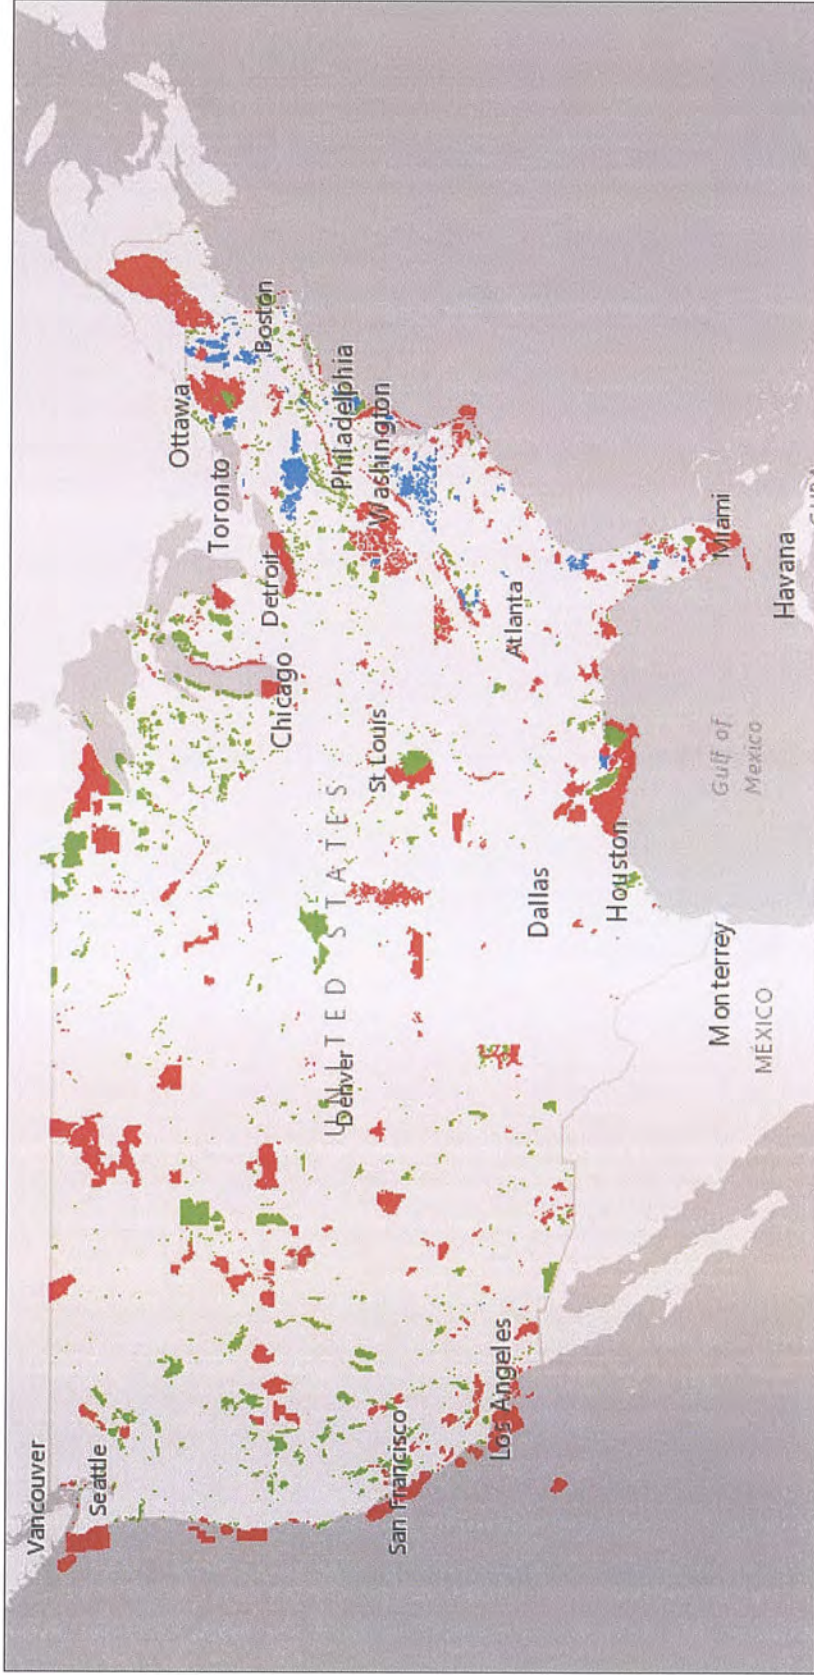 Vancouver
Seattle
Ottawa
Toronto
Boston
Detroit
Philadelphia
Chicago
Washington
UNITED STATES
Denver
St Louis
San Francisco
Atlanta
Los Angeles
Dallas
Houston
Miami
Monterrey
Gulf of
Mexico
MÉXICO
Havana